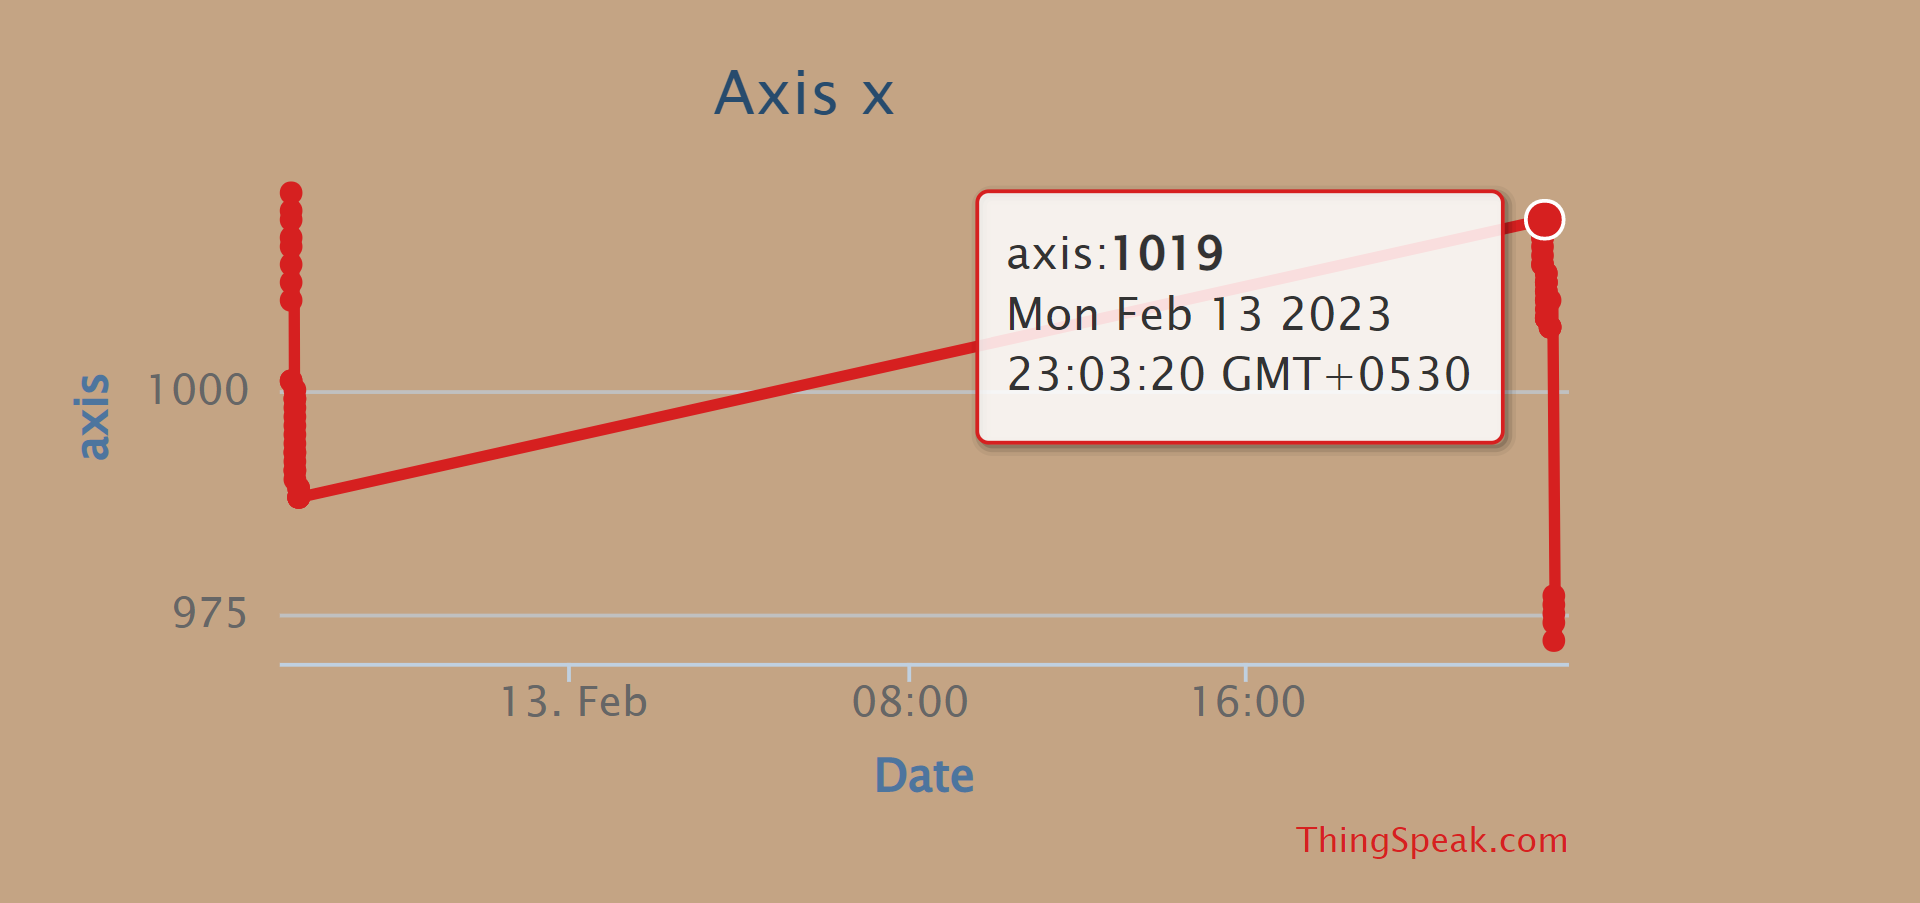 Axis x
axis:1019
Mon Feb 13 2023
23:03:20 GMT+0530
axis
1000
975
13. Feb
08:00
16:00
Date
ThingSpeak.com